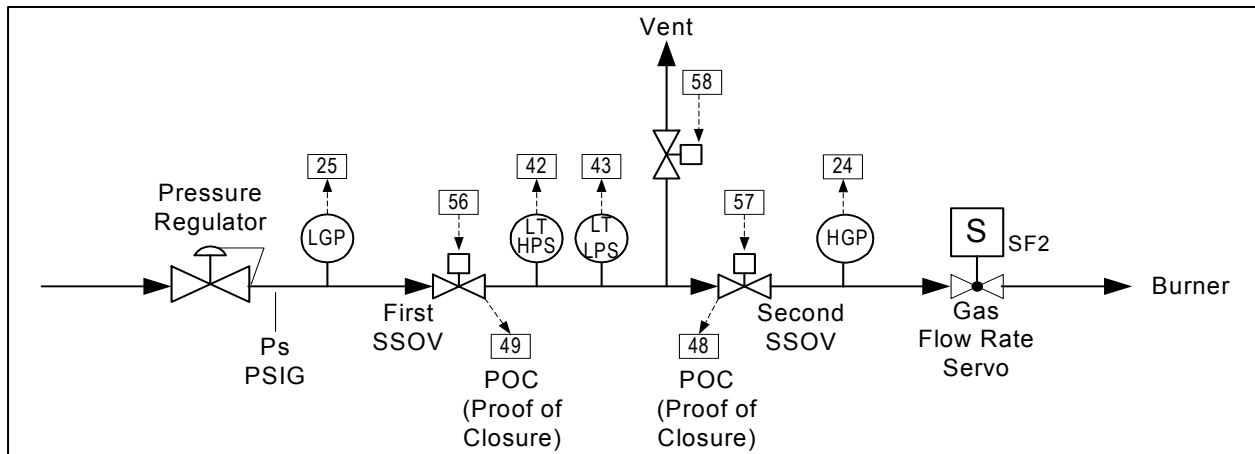 Vent
58
25
42
43
24
Pressure
Regulator
56
57
LGP
LT
HPS
LT
LPS
HGP
S
SF2
Burner
First
SSOV
Second
SSOV
Gas
Flow Rate
Servo
Ps
PSIG
49
48
POC
(Proof of
Closure)
POC
(Proof of
Closure)